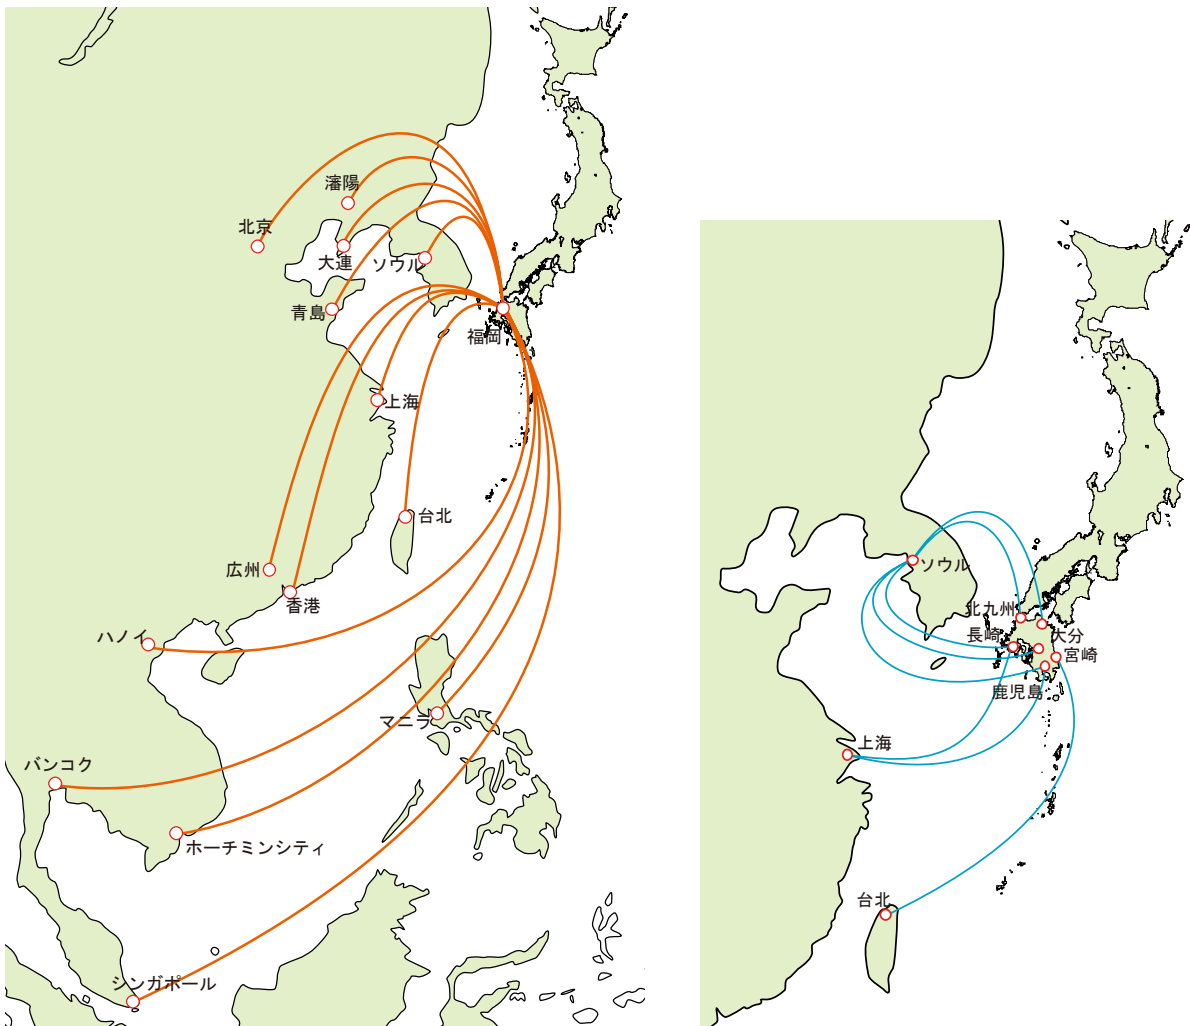 瀋陽
北京
大連
ソウル
青島
福岡
上海
台北
広州
香港
ハノイ
マニラ
バンコク
ホーチミンシティ
シンガポール
ソウル
北九州
大分
長崎
宮崎
鹿児島
上海
台北